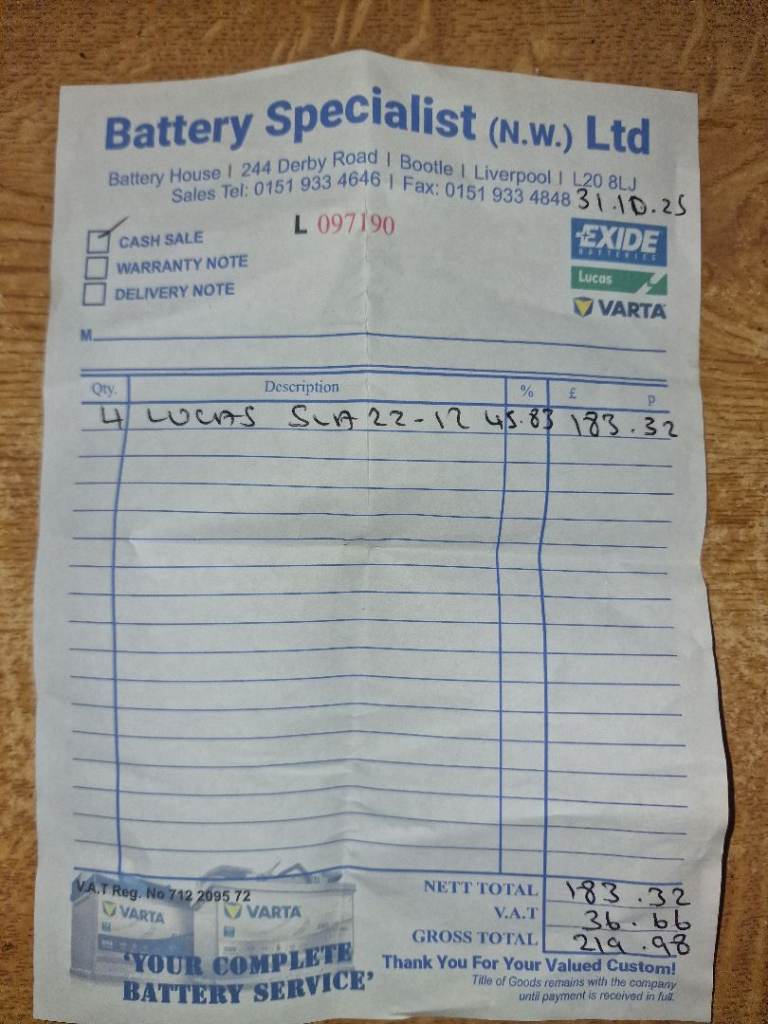 Battery Specialist (N.W.) Ltd
Battery House | 244 Derby Road | Bootle | Liverpool | L20 8LJ
Sales Tel: 0151 933 4646 | Fax: 0151 933 4848
31.10.25
L 097190
CASH SALE
WARRANTY NOTE
DELIVERY NOTE
EXIDE
BATTERIES
Lucas
VARTA
M
Qty. Description % £ p
4 LUCAS SLA 22-12 45.83 183.32
V.A.T Reg. No 712 2095 72
VARTA VARTA
'YOUR COMPLETE
BATTERY SERVICE'
NETT TOTAL 183.32
V.A.T 36.66
GROSS TOTAL 219.98
Thank You For Your Valued Custom!
Title of Goods remains with the company
until payment is received in full.